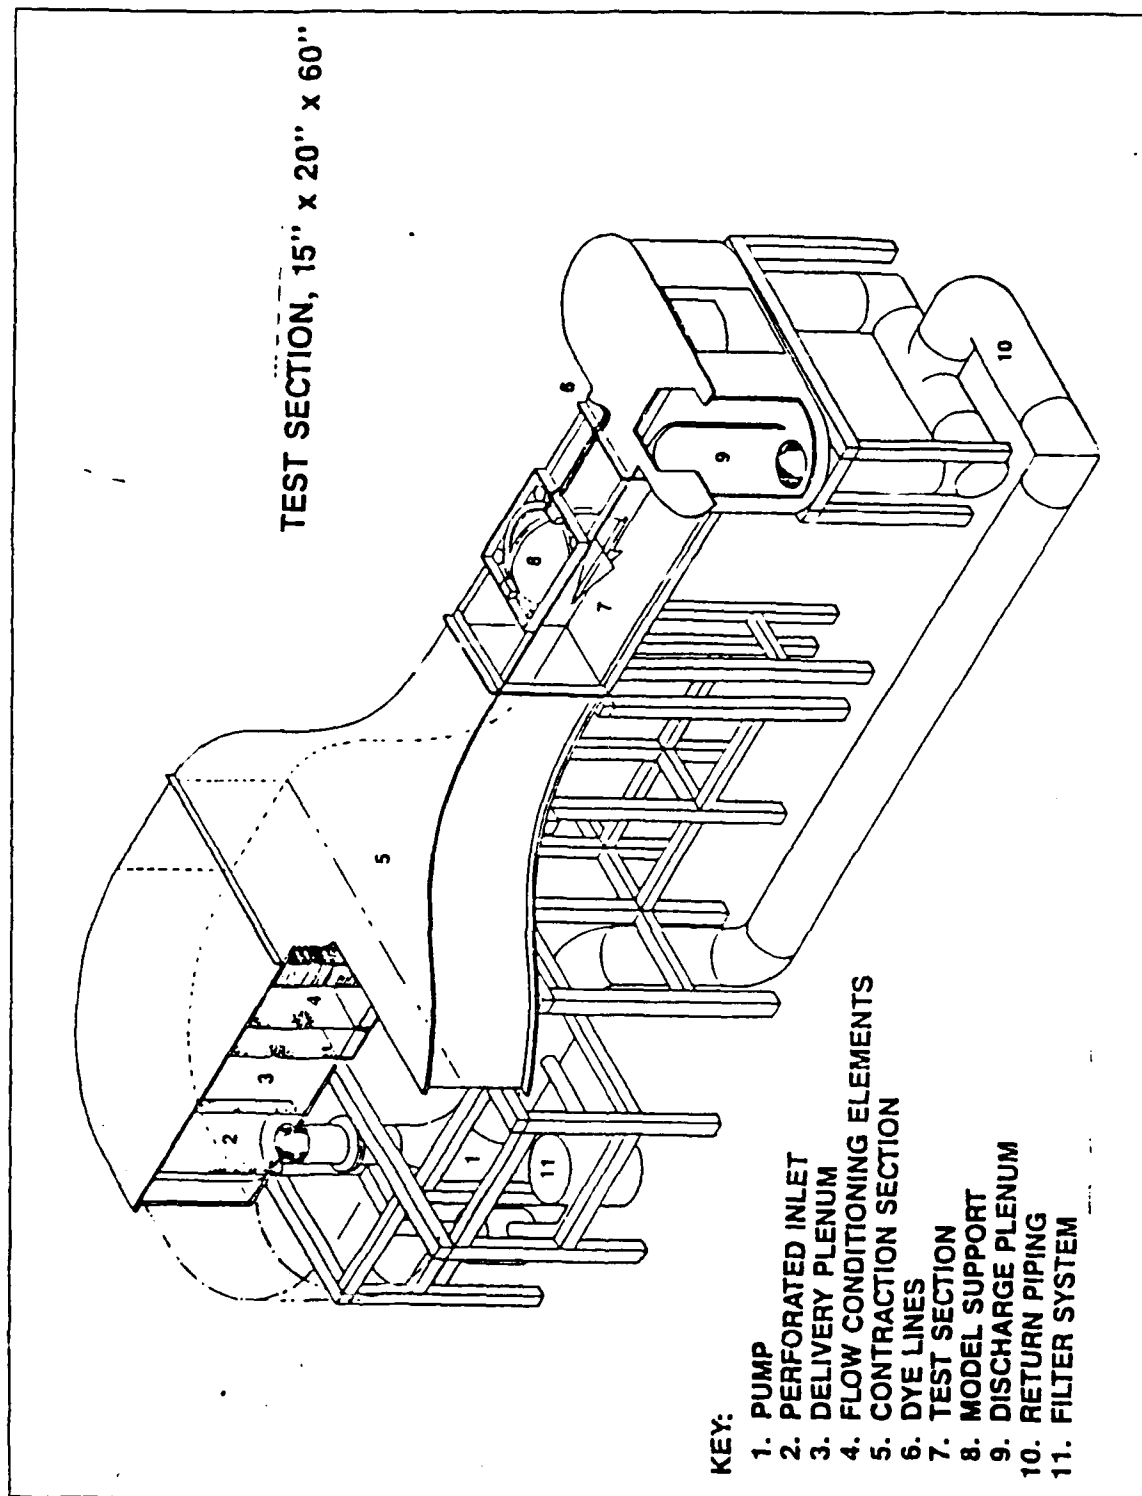 TEST SECTION, 15" x 20" x 60"
2
3
4
5
1
11
8
7
6
9
10
KEY:
1. PUMP
2. PERFORATED INLET
3. DELIVERY PLENUM
4. FLOW CONDITIONING ELEMENTS
5. CONTRACTION SECTION
6. DYE LINES
7. TEST SECTION
8. MODEL SUPPORT
9. DISCHARGE PLENUM
10. RETURN PIPING
11. FILTER SYSTEM